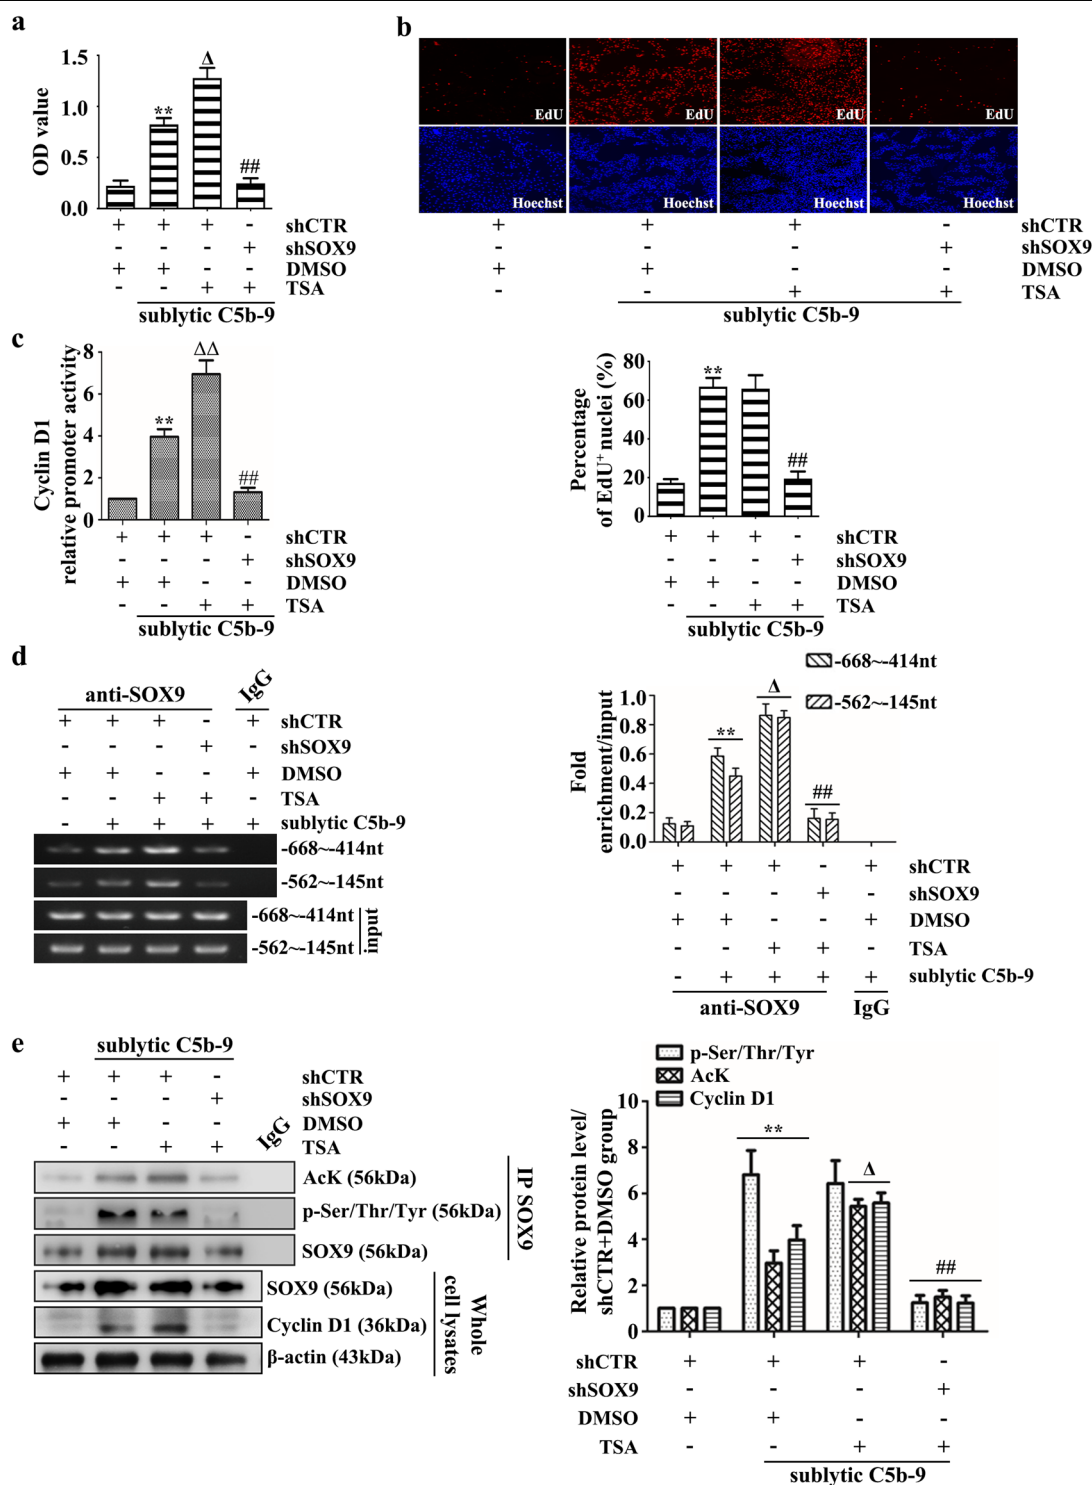 a
OD value
1.5
1.0
0.5
0.0
** Δ ##
+ + + - shCTR
- - - + shSOX9
+ + - - DMSO
- - + + TSA
sublytic C5b-9
b
EdU EdU EdU EdU
Hoechst Hoechst Hoechst Hoechst
+ + + - shCTR
- - - + shSOX9
+ + - - DMSO
- - + + TSA
sublytic C5b-9
Percentage
of EdU+ nuclei (%)
80
60
40
20
0
** ##
+ + + - shCTR
- - - + shSOX9
+ + - - DMSO
- - + + TSA
sublytic C5b-9
c
Cyclin D1
relative promoter activity
8
6
4
2
0
** ΔΔ ##
+ + + - shCTR
- - - + shSOX9
+ + - - DMSO
- - + + TSA
sublytic C5b-9
d
anti-SOX9 IgG
+ + + - + shCTR
- - - + - shSOX9
+ + - - + DMSO
- - + + - TSA
- + + + + sublytic C5b-9
-668~-414nt
-562~-145nt
-668~-414nt
-562~-145nt
input
-668~-414nt
-562~-145nt
Fold
enrichment/input
1.0
0.8
0.6
0.4
0.2
0.0
** Δ ##
+ + + - + shCTR
- - - + - shSOX9
+ + - - + DMSO
- - + + - TSA
- + + + + sublytic C5b-9
anti-SOX9 IgG
e
sublytic C5b-9
+ + + - shCTR
- - - + shSOX9
+ + - - DMSO
- - + + TSA
IgG
AcK (56kDa)
p-Ser/Thr/Tyr (56kDa)
SOX9 (56kDa)
IP SOX9
SOX9 (56kDa)
Cyclin D1 (36kDa)
β-actin (43kDa)
Whole
cell lysates
p-Ser/Thr/Tyr
AcK
Cyclin D1
Relative protein level/
shCTR+DMSO group
10
8
6
4
2
0
** Δ ##
shCTR + + + -
shSOX9 - - - +
DMSO + + - -
TSA - - + +
sublytic C5b-9